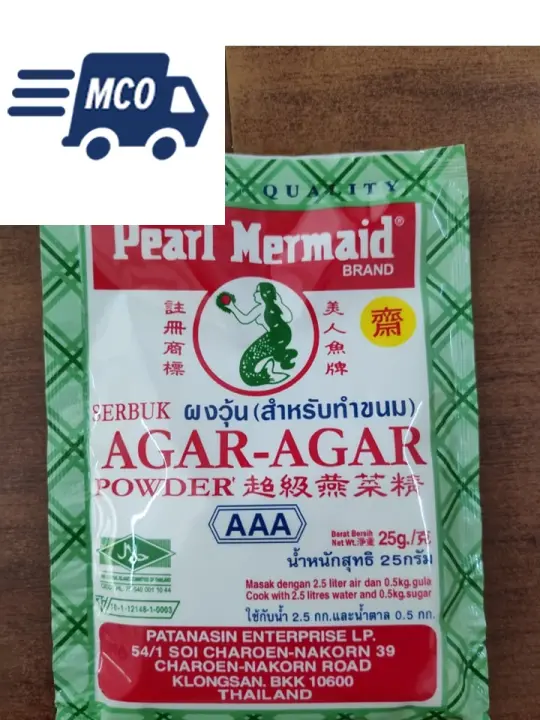 MCO
QUALITY
Pearl Mermaid®
BRAND
註冊商標
美人魚牌
齋
SERBUK ผงวุ้น (สำหรับทำขนม)
AGAR-AGAR
POWDER 超級燕菜精
AAA
Berat Bersih
Net Wt.淨重 25g./克
น้ำหนักสุทธิ 25กรัม
Masak dengan 2.5 liter air dan 0.5kg.gula
Cook with 2.5 litres water and 0.5kg.sugar
ใช้กับน้ำ 2.5 กก.และน้ำตาล 0.5 กก.
PATANASIN ENTERPRISE LP.
54/1 SOI CHAROEN-NAKORN 39
CHAROEN-NAKORN ROAD
KLONGSAN. BKK 10600
THAILAND